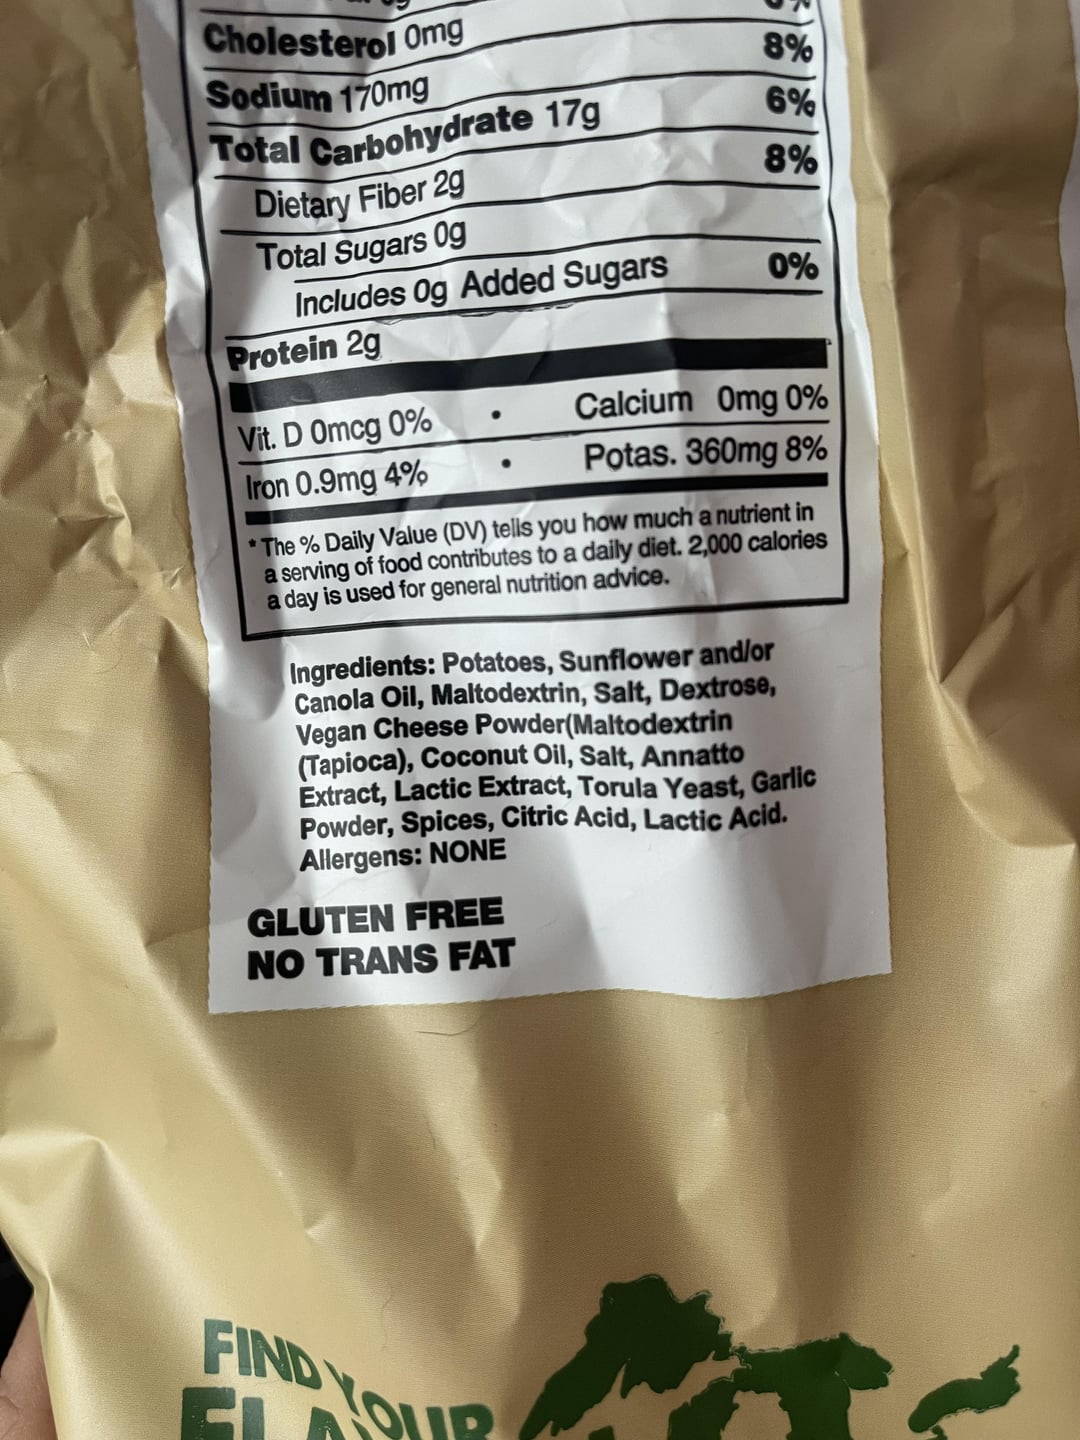 Cholesterol 0mg
Sodium 170mg 8%
Total Carbohydrate 17g 6%
Dietary Fiber 2g 8%
Total Sugars 0g
Includes 0g Added Sugars 0%
Protein 2g
Vit. D 0mcg 0% • Calcium 0mg 0%
Iron 0.9mg 4% • Potas. 360mg 8%
* The % Daily Value (DV) tells you how much a nutrient in
a serving of food contributes to a daily diet. 2,000 calories
a day is used for general nutrition advice.
Ingredients: Potatoes, Sunflower and/or
Canola Oil, Maltodextrin, Salt, Dextrose,
Vegan Cheese Powder(Maltodextrin
(Tapioca), Coconut Oil, Salt, Annatto
Extract, Lactic Extract, Torula Yeast, Garlic
Powder, Spices, Citric Acid, Lactic Acid.
Allergens: NONE
GLUTEN FREE
NO TRANS FAT
FIND YOUR